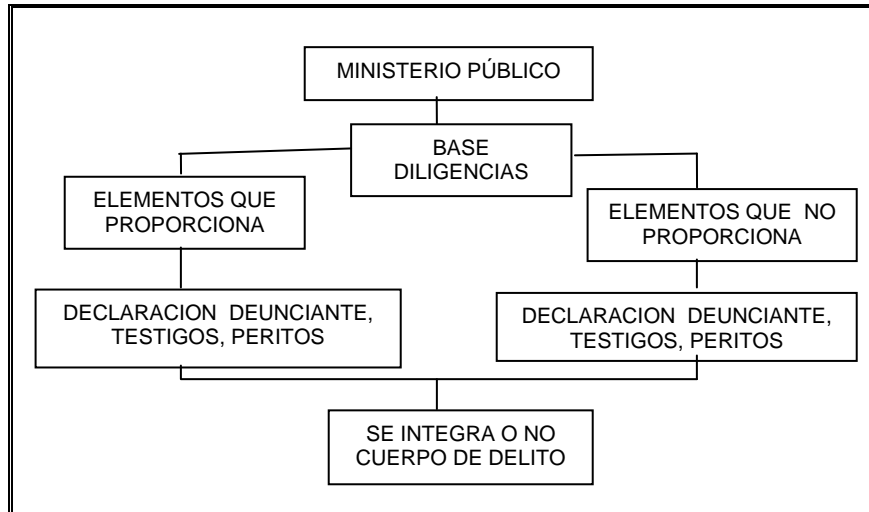 MINISTERIO PÚBLICO
BASE
DILIGENCIAS
ELEMENTOS QUE
PROPORCIONA
ELEMENTOS QUE NO
PROPORCIONA
DECLARACION DEUNCIANTE,
TESTIGOS, PERITOS
DECLARACION DEUNCIANTE,
TESTIGOS, PERITOS
SE INTEGRA O NO
CUERPO DE DELITO